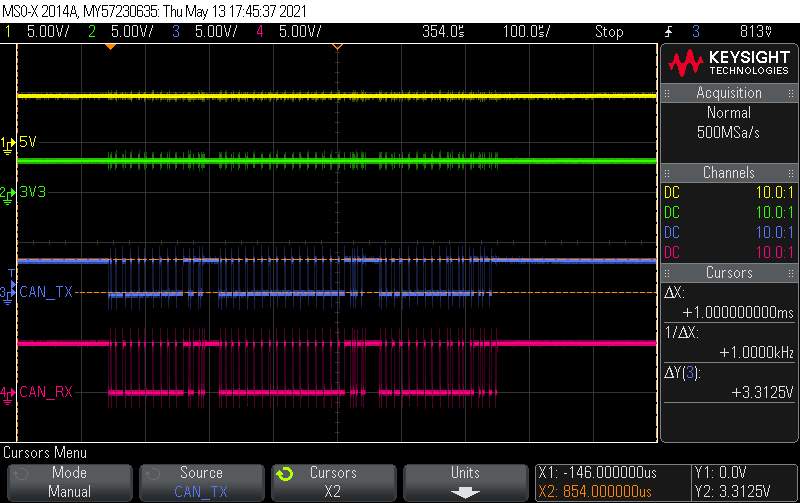 MSO-X 2014A, MY57230635: Thu May 13 17:45:37 2021
1 5.00V/ 2 5.00V/ 3 5.00V/ 4 5.00V/ 354.0us 100.0us/ Stop 3 813mV
KEYSIGHT
TECHNOLOGIES
Acquisition
Normal
500MSa/s
Channels
DC 10.0:1
DC 10.0:1
DC 10.0:1
DC 10.0:1
Cursors
ΔX:
+1.000000000ms
1/ΔX:
+1.0000kHz
ΔY(3):
+3.3125V
1 5V
2 3V3
T
3 CAN_TX
4 CAN_RX
Cursors Menu
Mode
Manual
Source
CAN_TX
Cursors
X2
Units
X1: -146.000000us
X2: 854.000000us
Y1: 0.0V
Y2: 3.3125V